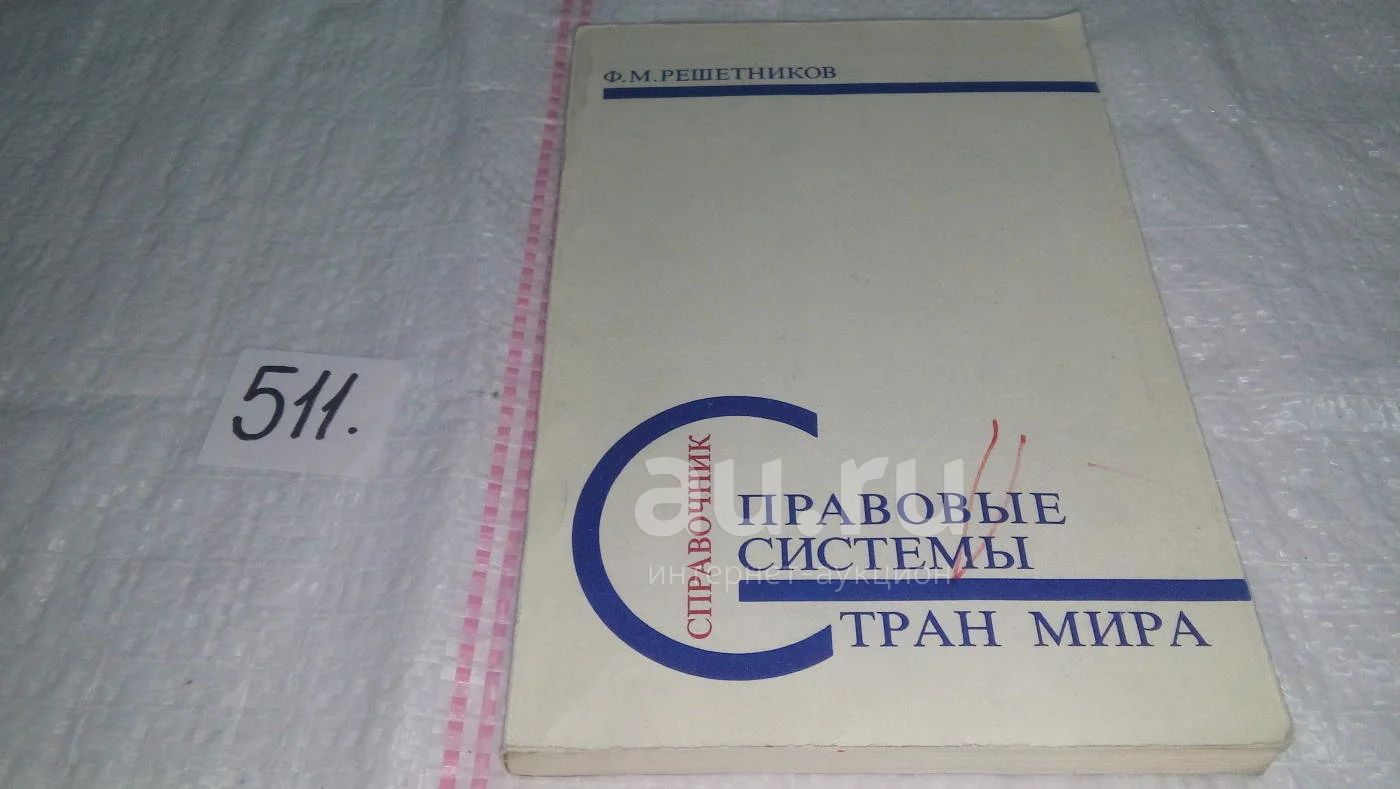 Ф.М.РЕШЕТНИКОВ
511.
СПРАВОЧНИК
au.ru
интернет-аукцион
ПРАВОВЫЕ
СИСТЕМЫ
СТРАН МИРА